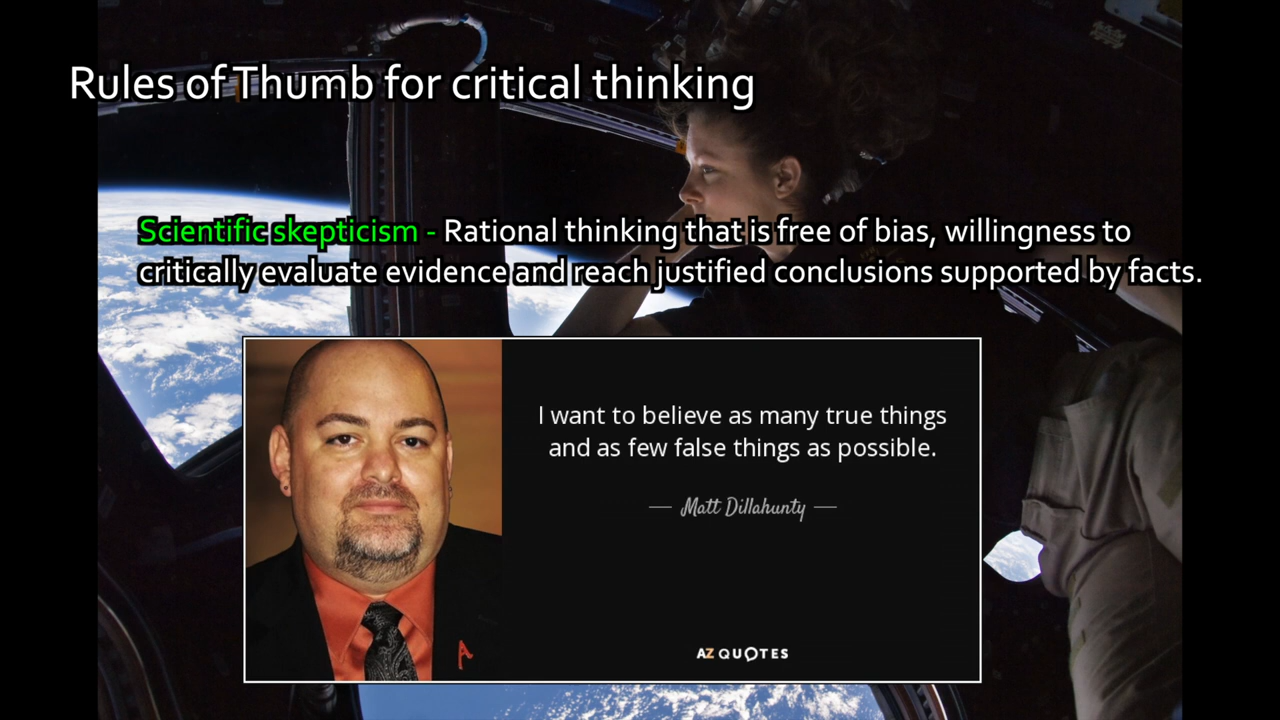 Rules of Thumb for critical thinking
Scientific skepticism - Rational thinking that is free of bias, willingness to
critically evaluate evidence and reach justified conclusions supported by facts.
I want to believe as many true things
and as few false things as possible.
— Matt Dillahunty —
AZ QUOTES